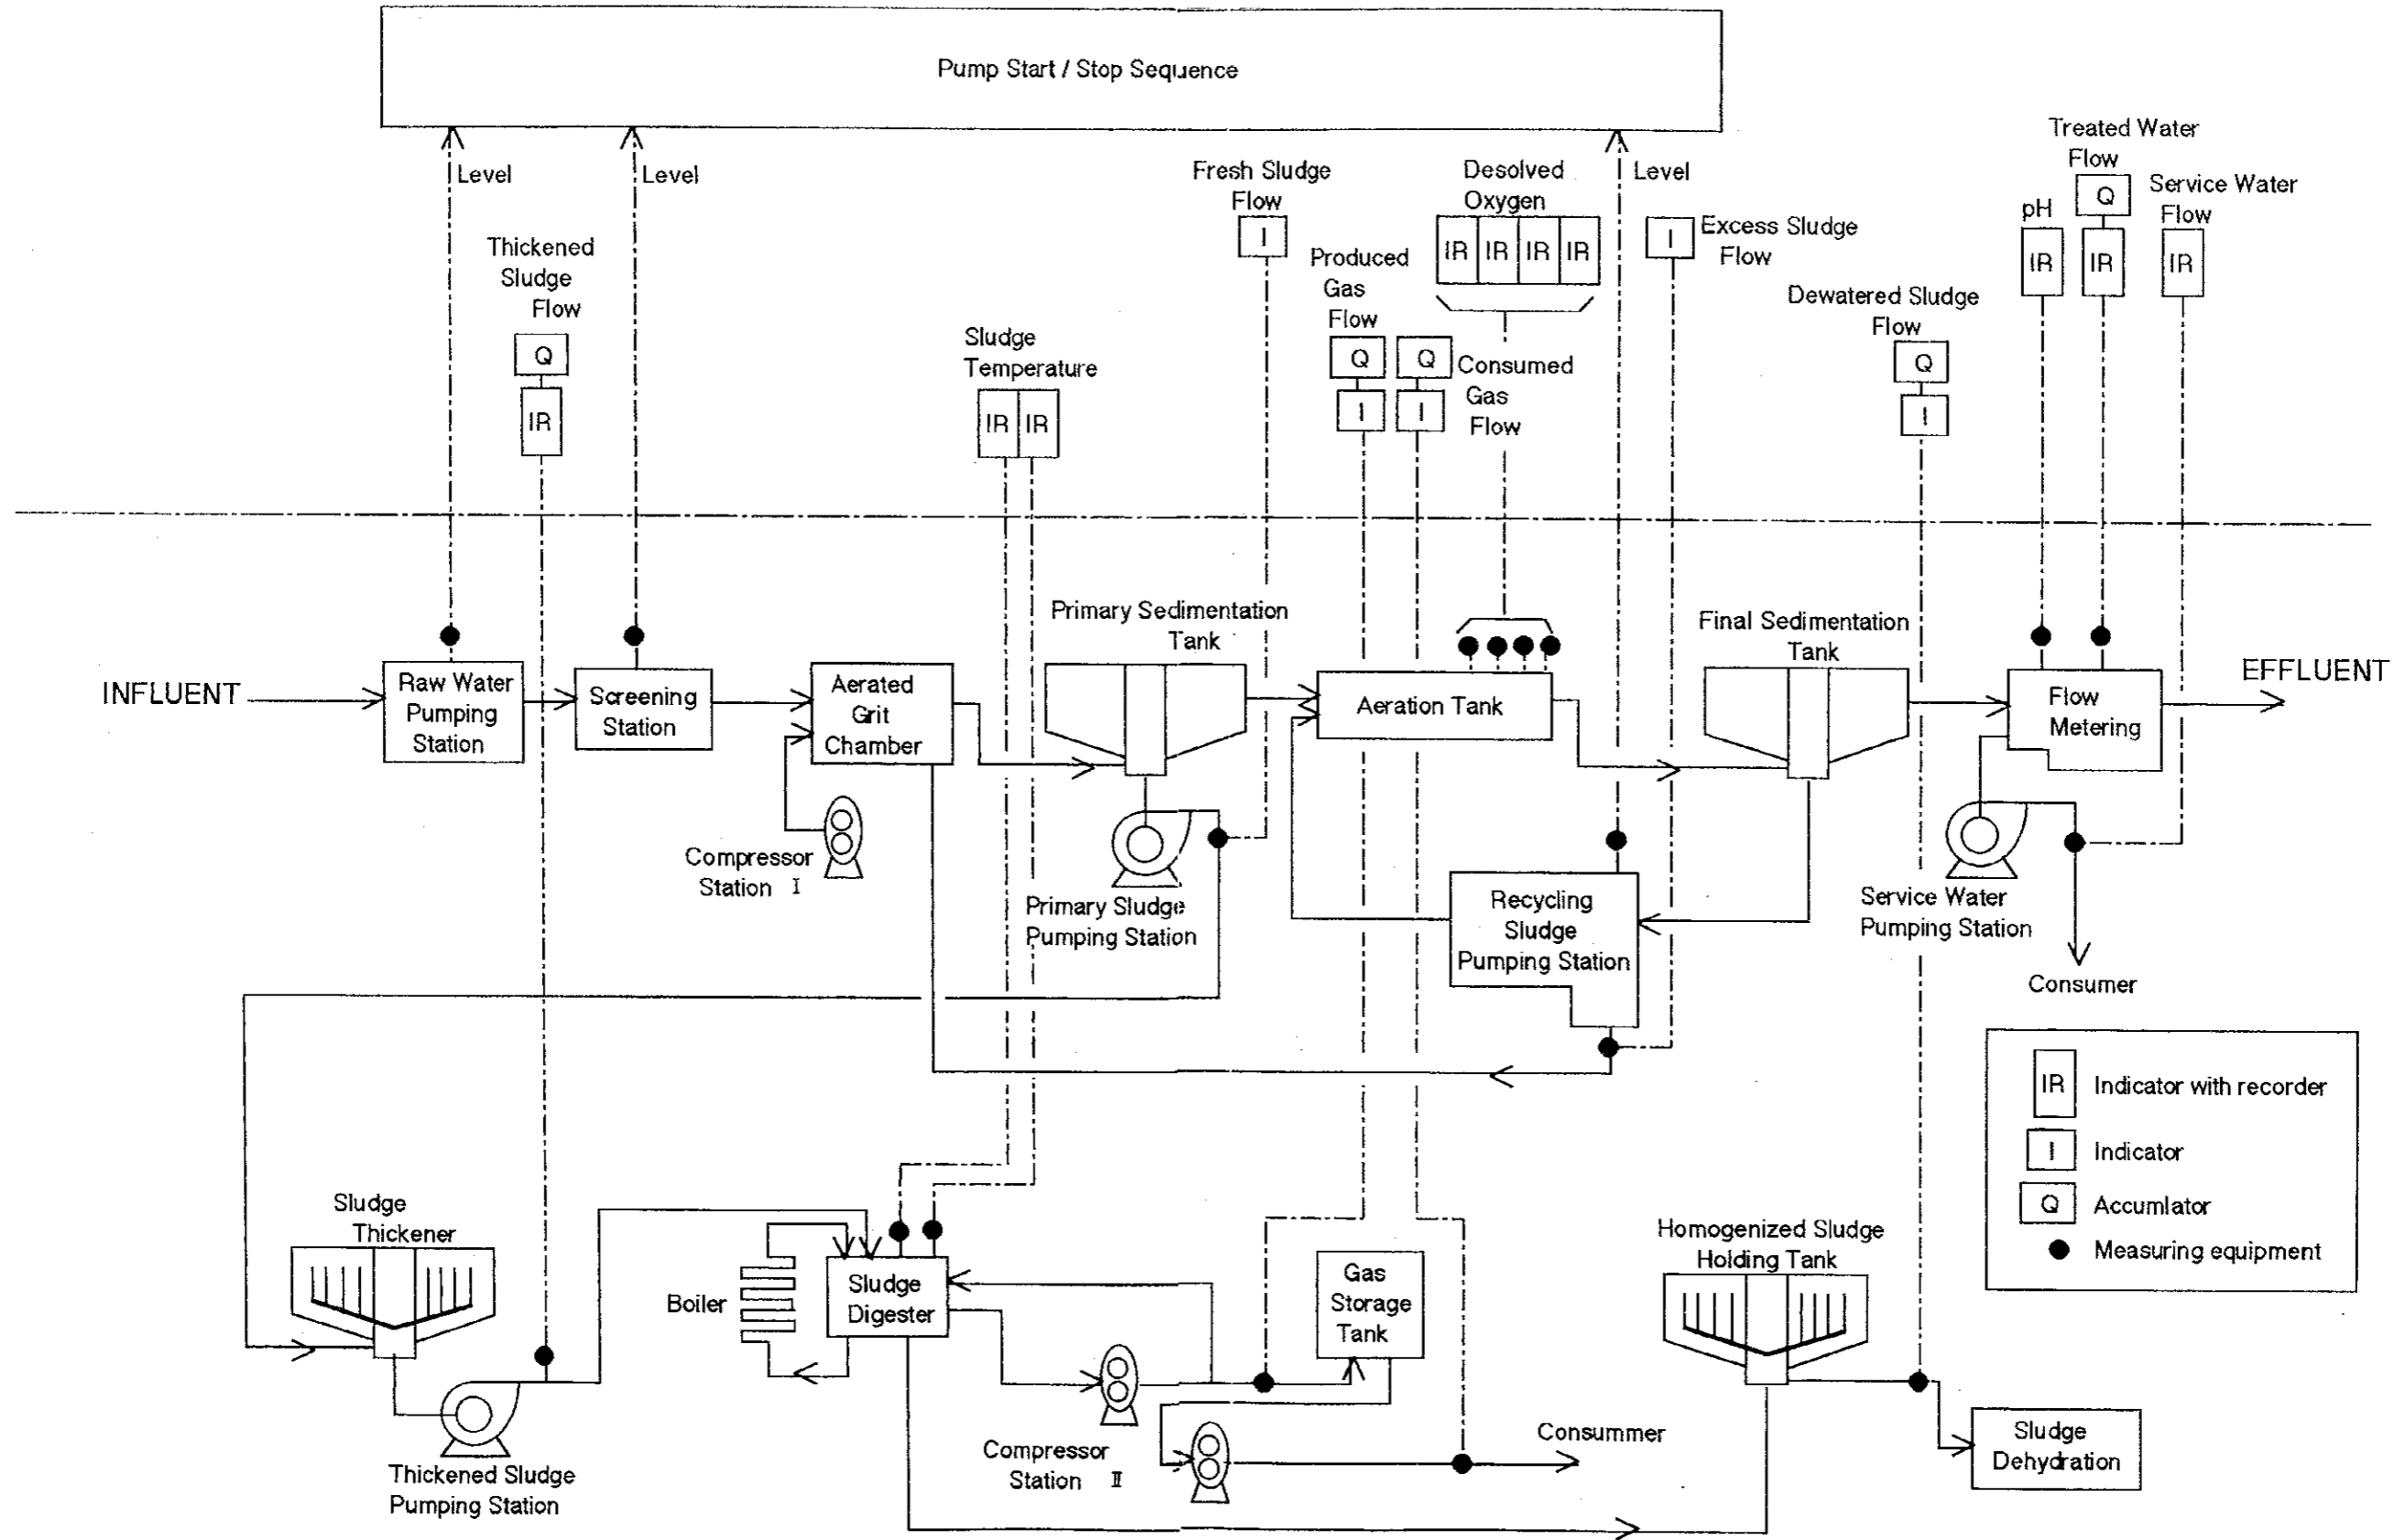 Pump Start / Stop Sequence
Level
Level
Level
Thickened
Sludge
Flow
Q
IR
Sludge
Temperature
IR IR
Fresh Sludge
Flow
I
Produced
Gas
Flow
Q
I
Q
I
Consumed
Gas
Flow
Desolved
Oxygen
IR IR IR IR
I
Excess Sludge
Flow
Dewatered Sludge
Flow
Q
I
pH
IR
Treated Water
Flow
Q
IR
Service Water
Flow
IR
INFLUENT
Raw Water
Pumping
Station
Screening
Station
Aerated
Grit
Chamber
Compressor
Station I
Primary Sedimentation
Tank
Primary Sludge
Pumping Station
Aeration Tank
Recycling
Sludge
Pumping Station
Final Sedimentation
Tank
Flow
Metering
EFFLUENT
Service Water
Pumping Station
Consumer
IR Indicator with recorder
I Indicator
Q Accumlator
Measuring equipment
Sludge
Thickener
Thickened Sludge
Pumping Station
Boiler
Sludge
Digester
Compressor
Station II
Gas
Storage
Tank
Consummer
Homogenized Sludge
Holding Tank
Sludge
Dehydration